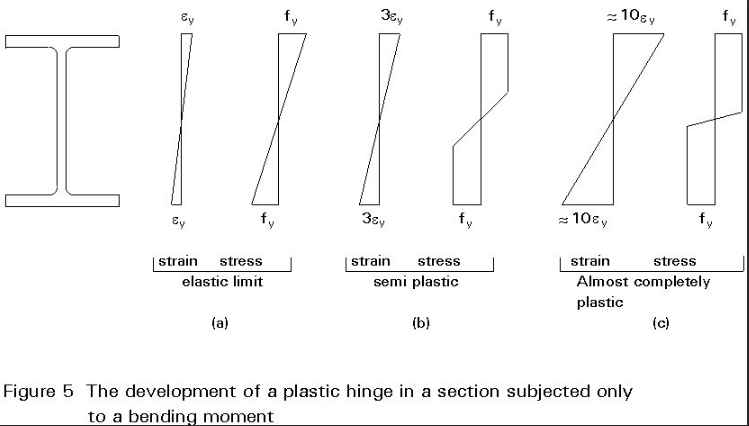 εy fy 3εy fy ≈10εy fy
εy fy 3εy fy ≈10εy fy
strain stress strain stress strain stress
elastic limit semi plastic Almost completely
plastic
(a) (b) (c)
Figure 5 The development of a plastic hinge in a section subjected only
to a bending moment